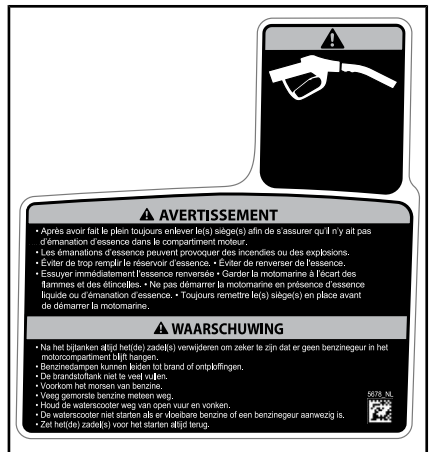 AVERTISSEMENT
• Après avoir fait le plein toujours enlever le(s) siège(s) afin de s'assurer qu'il n'y ait pas
d'émanation d'essence dans le compartiment moteur.
• Les émanations d'essence peuvent provoquer des incendies ou des explosions.
• Éviter de trop remplir le réservoir d'essence. • Éviter de renverser de l'essence.
• Essuyer immédiatement l'essence renversée • Garder la motomarine à l'écart des
flammes et des étincelles. • Ne pas démarrer la motomarine en présence d'essence
liquide ou d'émanation d'essence. • Toujours remettre le(s) siège(s) en place avant
de démarrer la motomarine.
WAARSCHUWING
• Na het bijtanken altijd het(de) zadel(s) verwijderen om zeker te zijn dat er geen benzinegeur in het
motorcompartiment blijft hangen.
• Benzinedampen kunnen leiden tot brand of ontploffingen.
• De brandstoftank niet te veel vullen.
• Voorkom het morsen van benzine.
• Veeg gemorste benzine meteen weg.
• Houd de waterscooter weg van open vuur en vonken.
• De waterscooter niet starten als er vloeibare benzine of een benzinegeur aanwezig is.
• Zet het(de) zadel(s) voor het starten altijd terug.
5678_NL